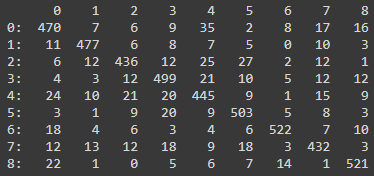 0 1 2 3 4 5 6 7 8
0: 470 7 6 9 35 2 8 17 16
1: 11 477 6 8 7 5 0 10 3
2: 6 12 436 12 25 27 2 12 1
3: 4 3 12 499 21 10 5 12 12
4: 24 10 21 20 445 9 1 15 9
5: 3 1 9 20 9 503 5 8 3
6: 18 4 6 3 4 6 522 7 10
7: 12 13 12 18 9 18 3 432 3
8: 22 1 0 5 6 7 14 1 521